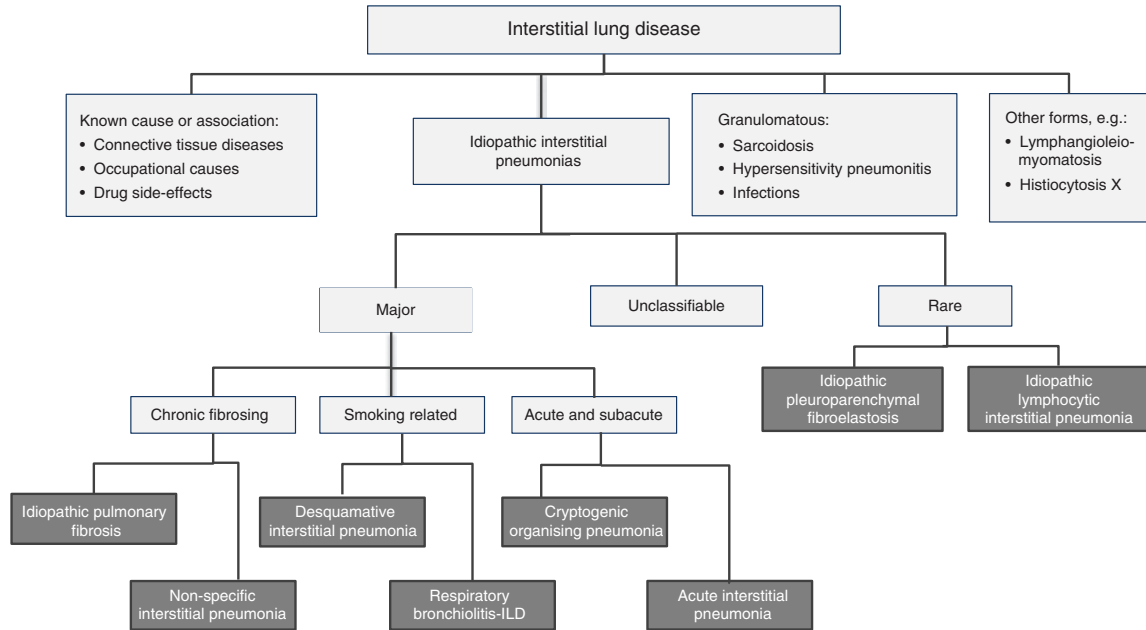 Interstitial lung disease
Known cause or association:
• Connective tissue diseases
• Occupational causes
• Drug side-effects
Idiopathic interstitial
pneumonias
Granulomatous:
• Sarcoidosis
• Hypersensitivity pneumonitis
• Infections
Other forms, e.g.:
• Lymphangioleio-
myomatosis
• Histiocytosis X
Major
Unclassifiable
Rare
Idiopathic
pleuroparenchymal
fibroelastosis
Idiopathic
lymphocytic
interstitial pneumonia
Chronic fibrosing
Smoking related
Acute and subacute
Idiopathic pulmonary
fibrosis
Desquamative
interstitial pneumonia
Cryptogenic
organising pneumonia
Non-specific
interstitial pneumonia
Respiratory
bronchiolitis-ILD
Acute interstitial
pneumonia